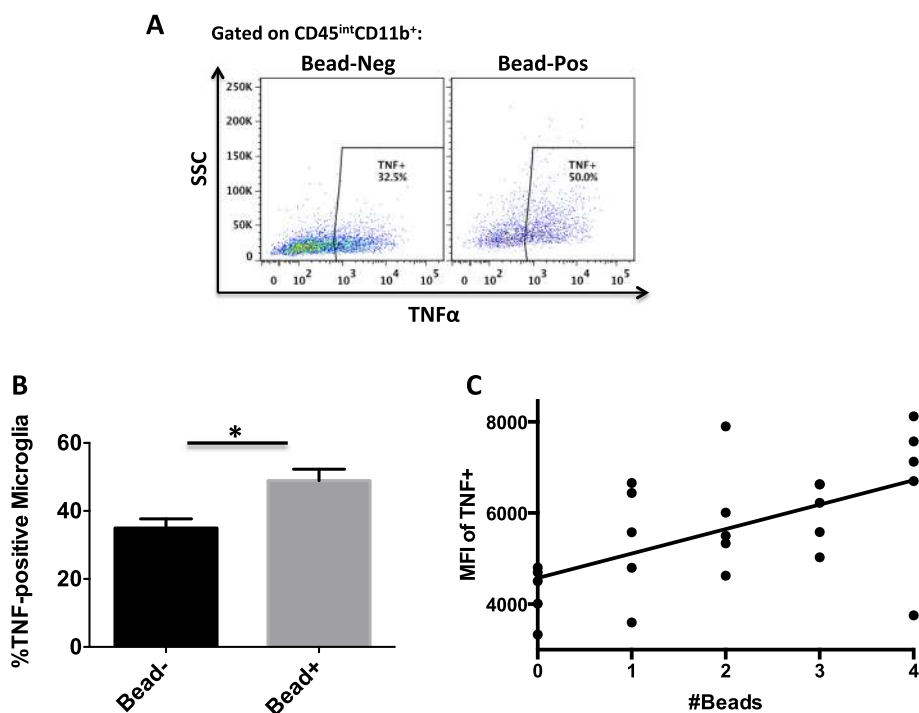 A
Gated on CD45intCD11b+:
Bead-Neg
Bead-Pos
250K
200K
150K
100K
50K
0
SSC
TNF+
32.5%
TNF+
50.0%
0 10² 10³ 10⁴ 10⁵
0 10² 10³ 10⁴ 10⁵
TNFα
B
%TNF-positive Microglia
60
40
20
0
*
Bead-
Bead+
C
MFI of TNF+
8000
6000
4000
0 1 2 3 4
#Beads